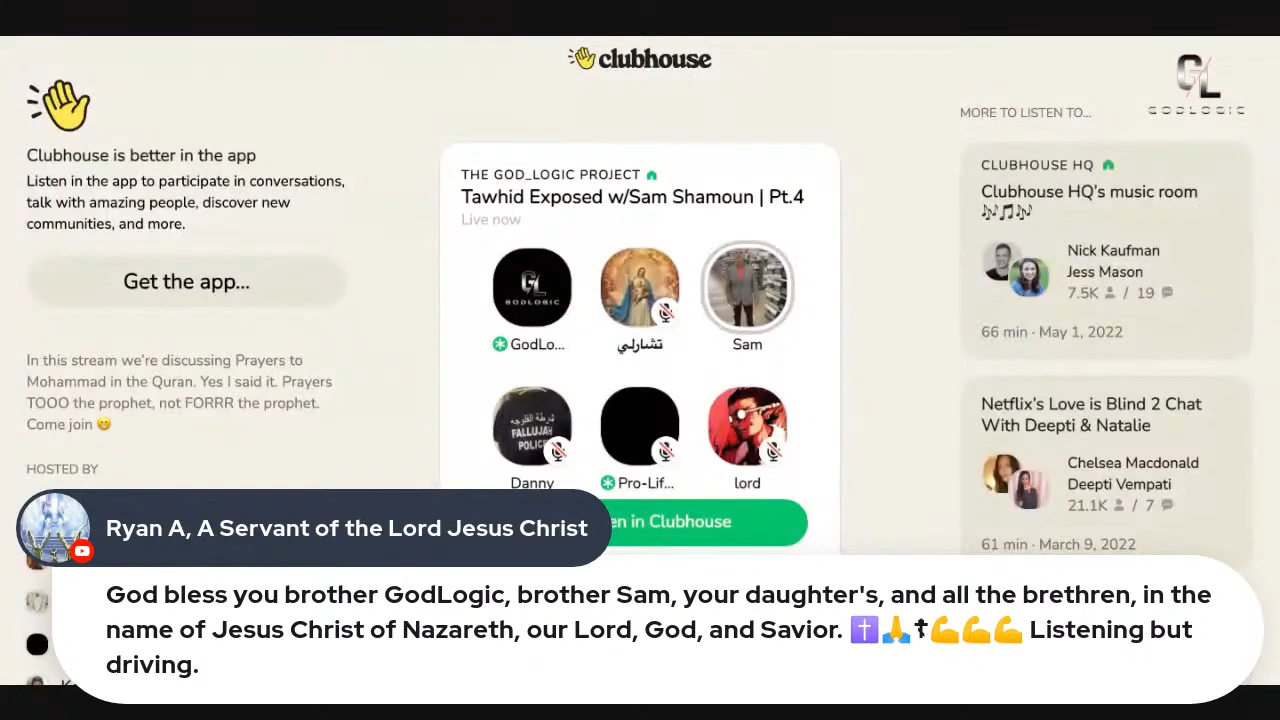 clubhouse
GL
GODLOGIC
Clubhouse is better in the app
Listen in the app to participate in conversations,
talk with amazing people, discover new
communities, and more.
Get the app...
In this stream we're discussing Prayers to
Mohammad in the Quran. Yes I said it. Prayers
TOOO the prophet, not FORRR the prophet.
Come join 😁
HOSTED BY
THE GOD_LOGIC PROJECT
Tawhid Exposed w/Sam Shamoun | Pt.4
Live now
GL
GODLOGIC
GodLo...
تشارلي
Sam
شرطة الفلوجه
FALLUJAH
POLICE
Danny
Pro-Lif...
lord
en in Clubhouse
MORE TO LISTEN TO...
CLUBHOUSE HQ
Clubhouse HQ's music room
🎶🎵🎶
Nick Kaufman
Jess Mason
7.5K / 19
66 min · May 1, 2022
Netflix's Love is Blind 2 Chat
With Deepti & Natalie
Chelsea Macdonald
Deepti Vempati
21.1K / 7
61 min · March 9, 2022
Ryan A, A Servant of the Lord Jesus Christ
God bless you brother GodLogic, brother Sam, your daughter's, and all the brethren, in the
name of Jesus Christ of Nazareth, our Lord, God, and Savior. ✝️🙏☦💪💪💪 Listening but
driving.